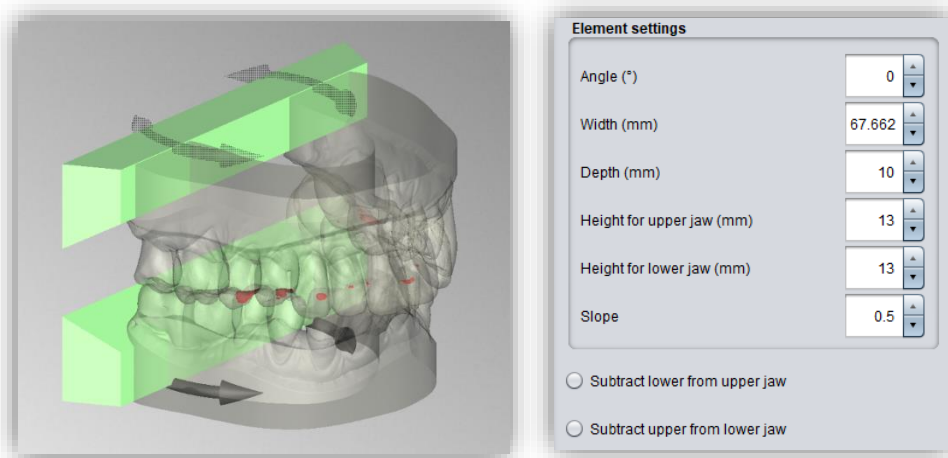 Element settings
Angle (°) 0
Width (mm) 67.662
Depth (mm) 10
Height for upper jaw (mm) 13
Height for lower jaw (mm) 13
Slope 0.5
Subtract lower from upper jaw
Subtract upper from lower jaw